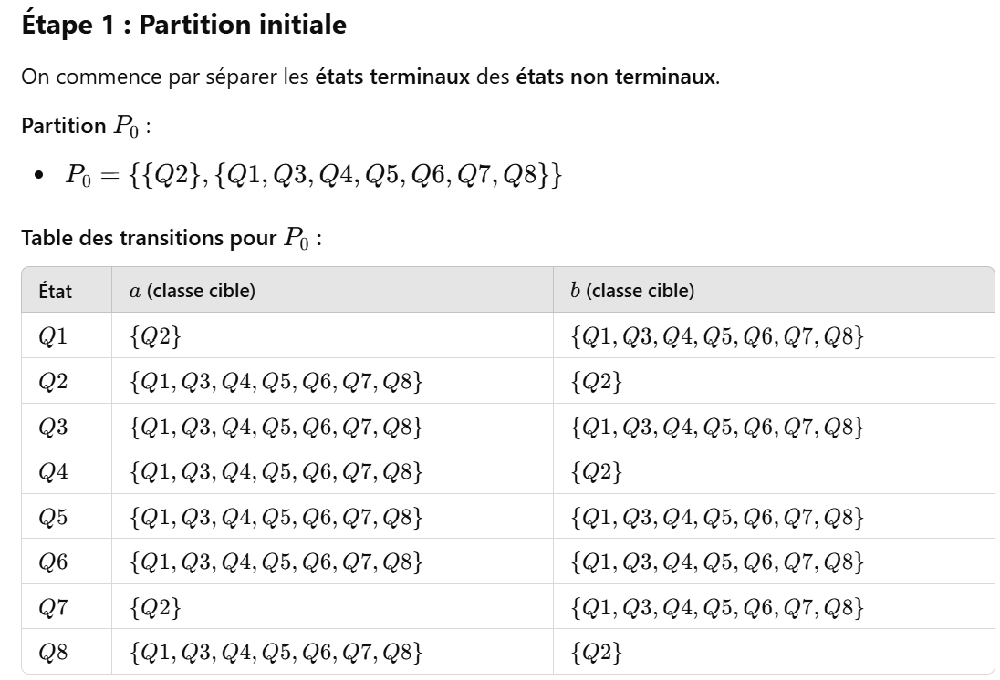 Étape 1 : Partition initiale
On commence par séparer les états terminaux des états non terminaux.
Partition P₀ :
• P₀ = {{Q2}, {Q1, Q3, Q4, Q5, Q6, Q7, Q8}}
Table des transitions pour P₀ :
État a (classe cible) b (classe cible)
Q1 {Q2} {Q1, Q3, Q4, Q5, Q6, Q7, Q8}
Q2 {Q1, Q3, Q4, Q5, Q6, Q7, Q8} {Q2}
Q3 {Q1, Q3, Q4, Q5, Q6, Q7, Q8} {Q1, Q3, Q4, Q5, Q6, Q7, Q8}
Q4 {Q1, Q3, Q4, Q5, Q6, Q7, Q8} {Q2}
Q5 {Q1, Q3, Q4, Q5, Q6, Q7, Q8} {Q1, Q3, Q4, Q5, Q6, Q7, Q8}
Q6 {Q1, Q3, Q4, Q5, Q6, Q7, Q8} {Q1, Q3, Q4, Q5, Q6, Q7, Q8}
Q7 {Q2} {Q1, Q3, Q4, Q5, Q6, Q7, Q8}
Q8 {Q1, Q3, Q4, Q5, Q6, Q7, Q8} {Q2}